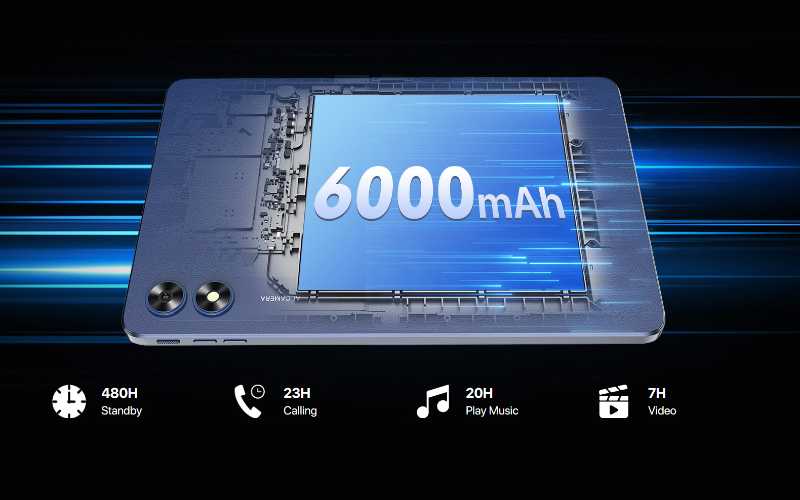 6000mAh
AI CAMERA
480H
Standby
23H
Calling
20H
Play Music
7H
Video